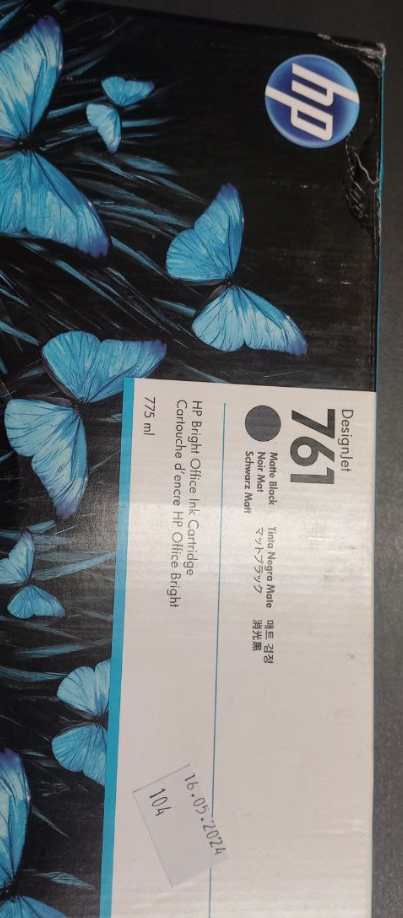 hp
DesignJet
761
Matte Black
Noir Mat
Schwarz Matt
Tinta Negra Mate
マットブラック
매트 검정
消光黑
HP Bright Office Ink Cartridge
Cartouche d'encre HP Office Bright
775 ml
16.05.2024
104